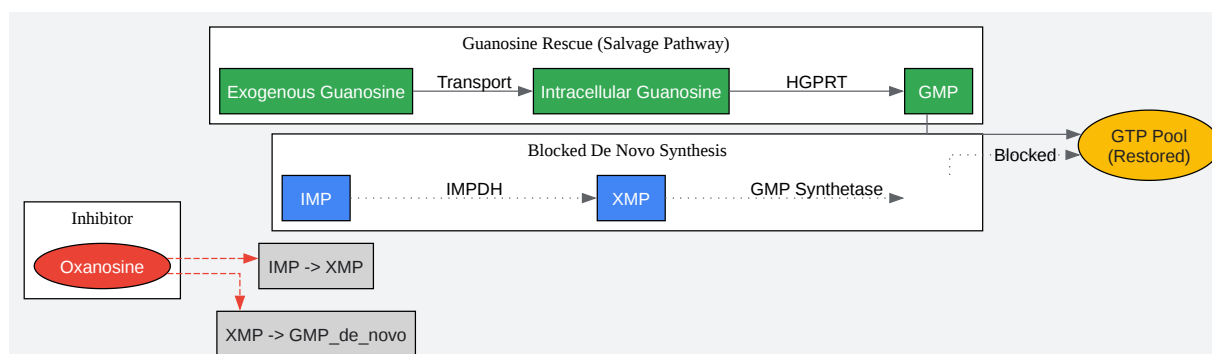 Guanosine Rescue (Salvage Pathway)
Exogenous Guanosine
Transport
Intracellular Guanosine
HGPRT
GMP
GTP Pool
(Restored)
Blocked De Novo Synthesis
Blocked
IMP
IMPDH
XMP
GMP Synthetase
Inhibitor
Oxanosine
IMP -> XMP
XMP -> GMP_de_novo